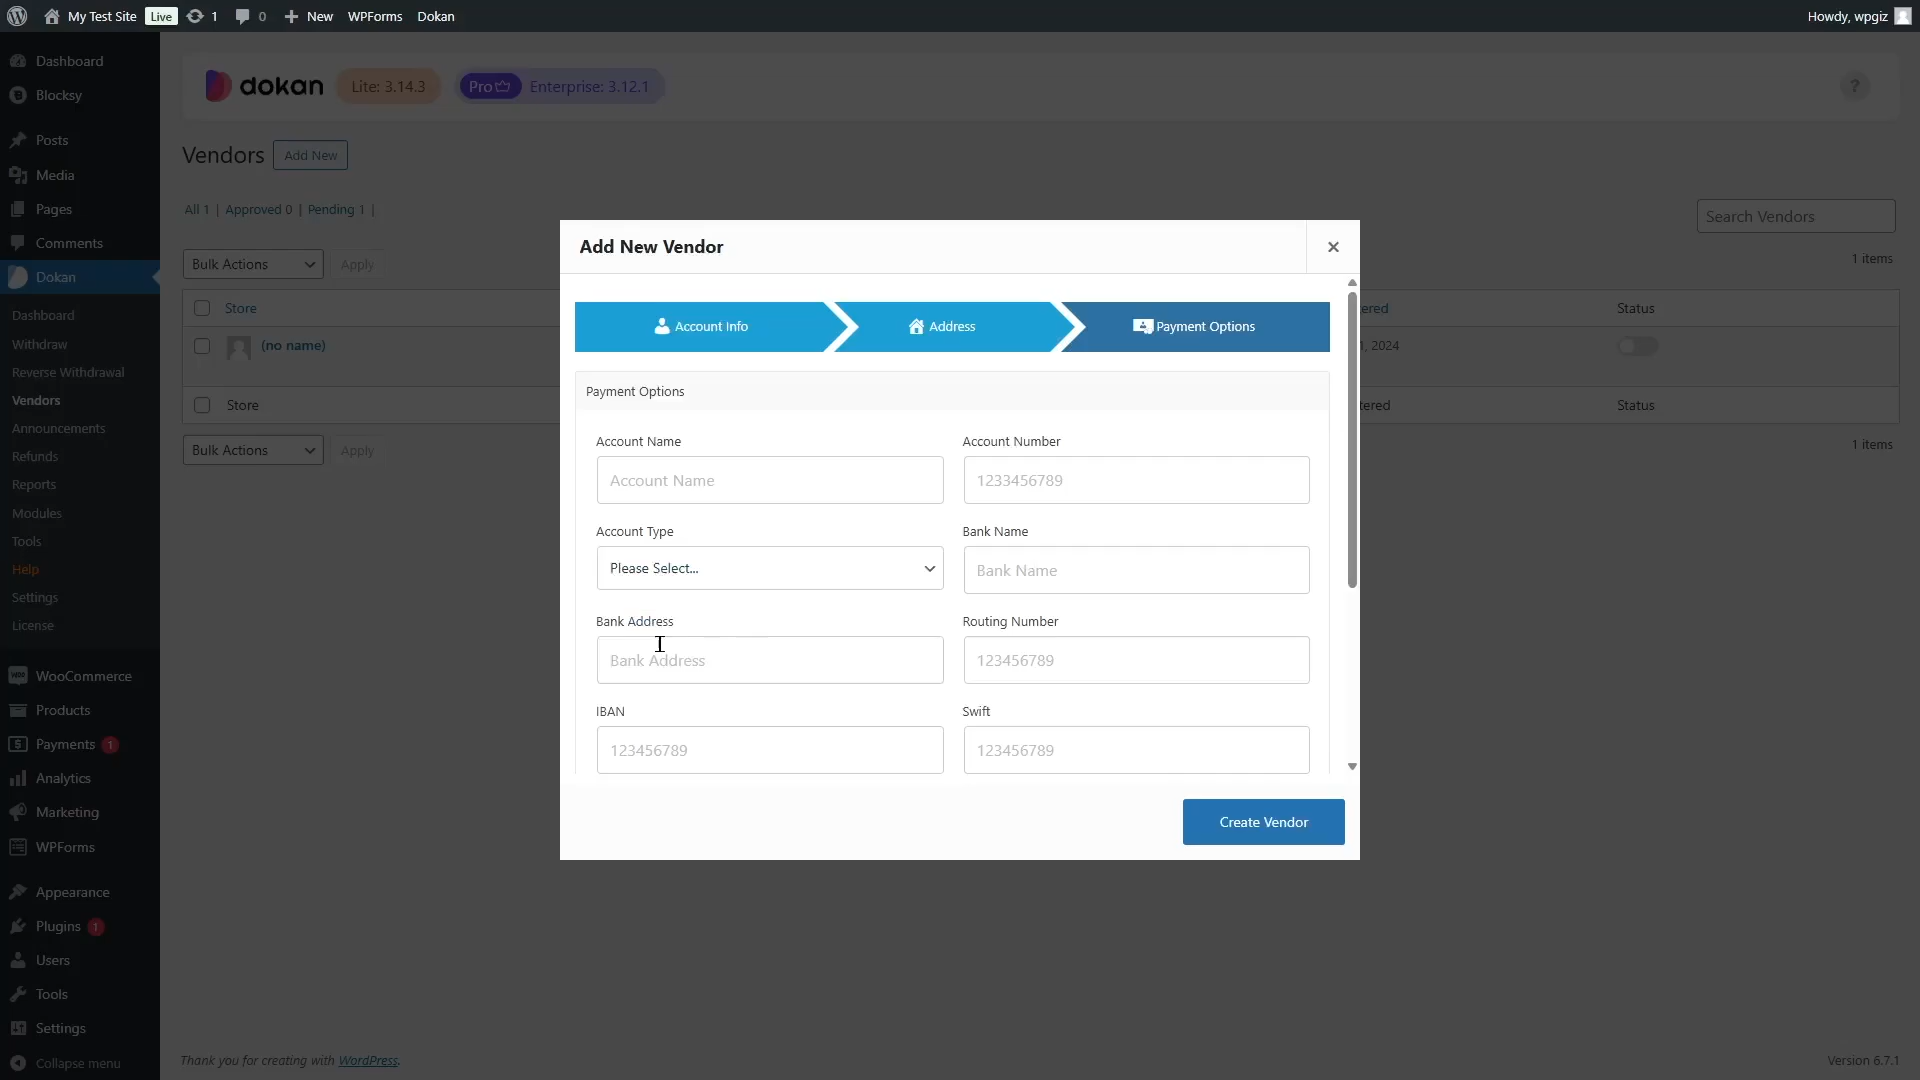 My Test Site Live 1 0 New WPForms Dokan Howdy, wpgiz
Dashboard
Blocksy
Posts
Media
Pages
Comments
Dokan
Dashboard
Withdraw
Reverse Withdrawal
Vendors
Announcements
Refunds
Reports
Modules
Tools
Help
Settings
License
WooCommerce
Products
Payments 1
Analytics
Marketing
WPForms
Appearance
Plugins 1
Users
Tools
Settings
Collapse menu
dokan Lite: 3.14.3 Pro Enterprise: 3.12.1 ?
Vendors Add New
All 1 | Approved 0 | Pending 1 |
Search Vendors
Bulk Actions Apply 1 items
Store ered Status
(no name) 1, 2024
Store tered Status
Bulk Actions Apply 1 items
Add New Vendor ×
Account Info Address Payment Options
Payment Options
Account Name Account Number
Account Name 1233456789
Account Type Bank Name
Please Select... Bank Name
Bank Address Routing Number
Bank Address 123456789
IBAN Swift
123456789 123456789
Create Vendor
Thank you for creating with WordPress. Version 6.7.1